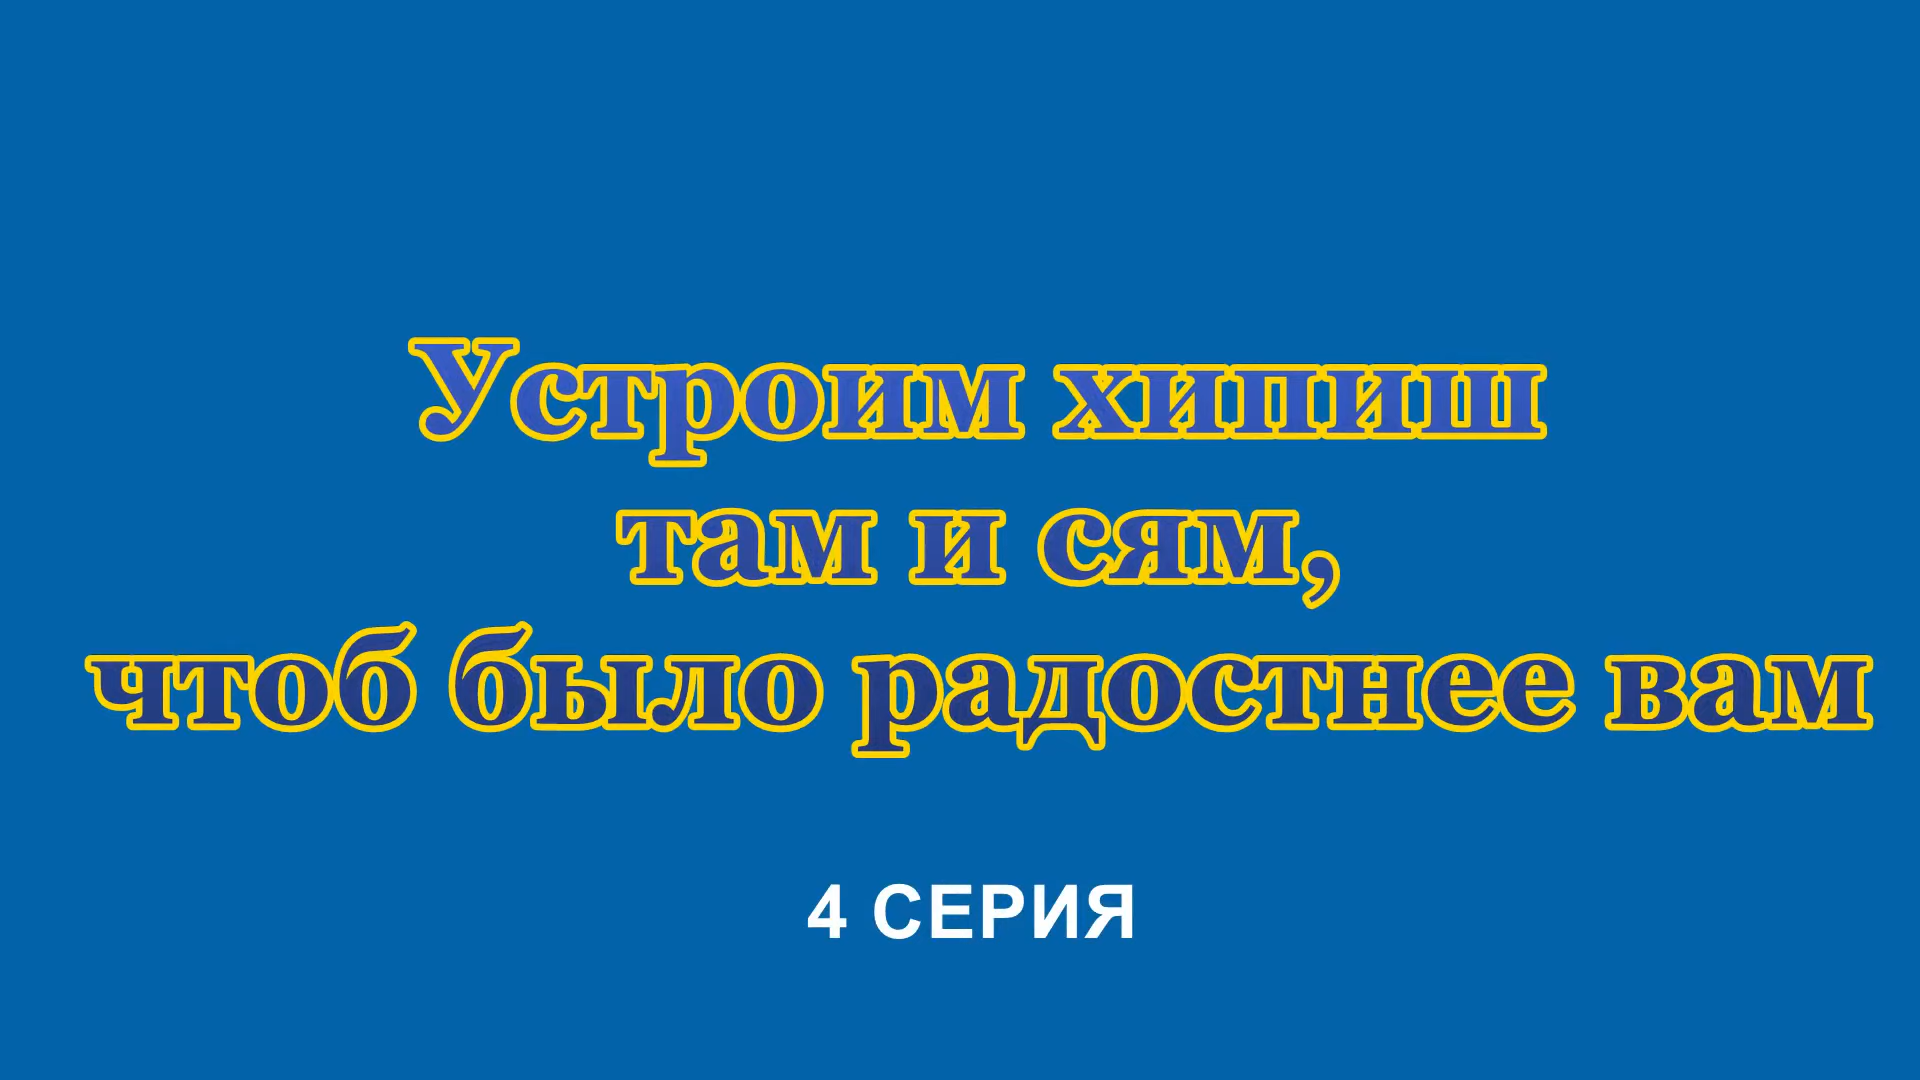 Устроим хипиш
там и сям,
чтоб было радостнее вам
4 СЕРИЯ